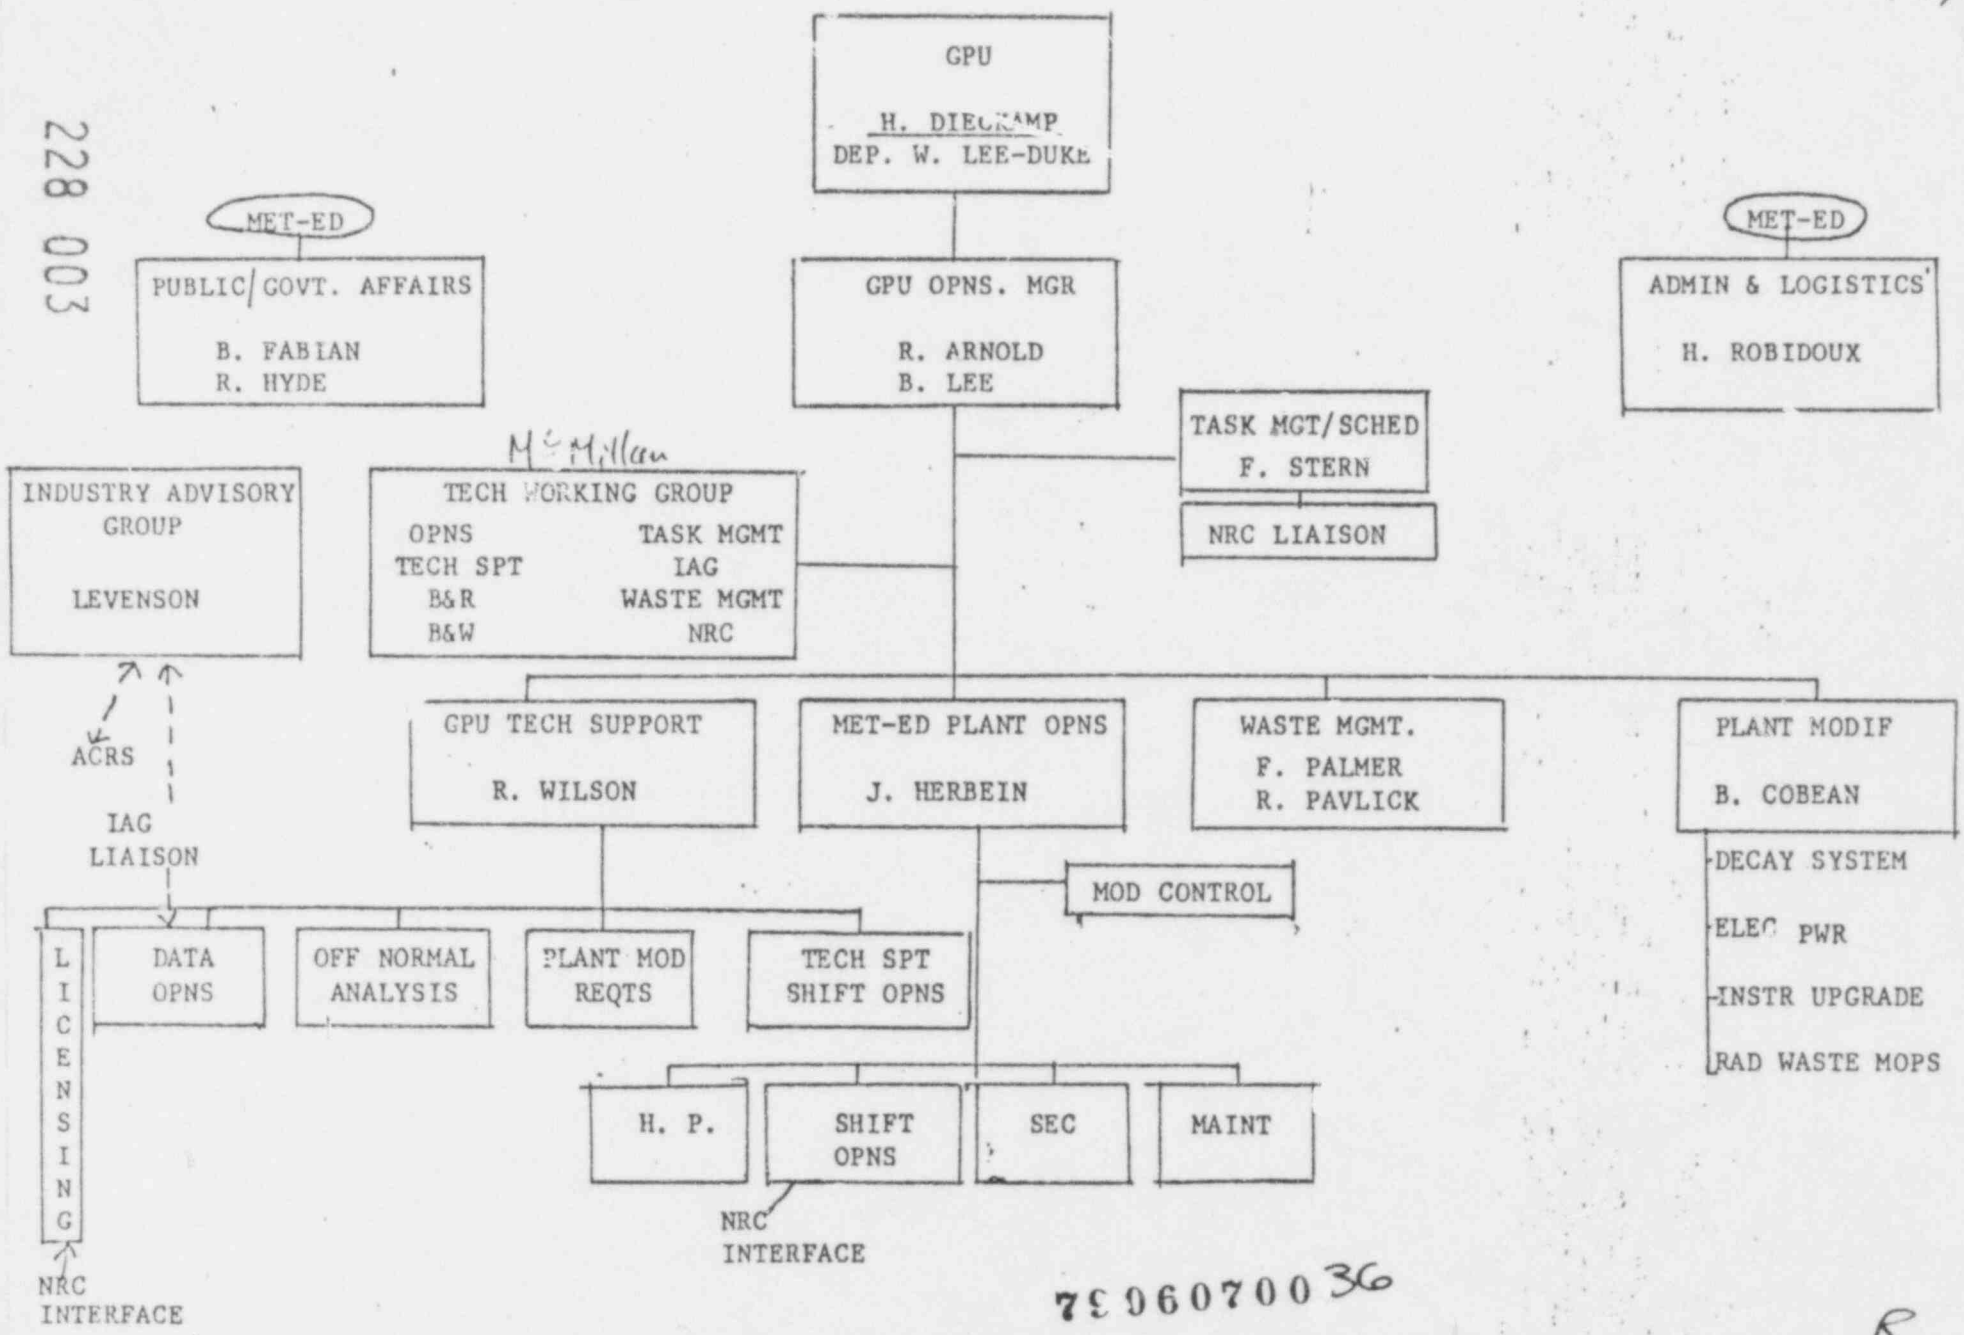 GPU
H. DIECKAMP
DEP. W. LEE-DUKE
228 003
MET-ED
PUBLIC/GOVT. AFFAIRS
B. FABIAN
R. HYDE
GPU OPNS. MGR
R. ARNOLD
B. LEE
MET-ED
ADMIN & LOGISTICS
H. ROBIDOUX
TASK MGT/SCHED
F. STERN
NRC LIAISON
INDUSTRY ADVISORY
GROUP
LEVENSON
McMillan
TECH WORKING GROUP
OPNS TASK MGMT
TECH SPT IAG
B&R WASTE MGMT
B&W NRC
ACRS
IAG
LIAISON
GPU TECH SUPPORT
R. WILSON
MET-ED PLANT OPNS
J. HERBEIN
WASTE MGMT.
F. PALMER
R. PAVLICK
PLANT MODIF
B. COBEAN
DECAY SYSTEM
ELEC PWR
INSTR UPGRADE
RAD WASTE MOPS
MOD CONTROL
LICENSING
DATA
OPNS
OFF NORMAL
ANALYSIS
PLANT MOD
REQTS
TECH SPT
SHIFT OPNS
H. P.
SHIFT
OPNS
SEC
MAINT
NRC
INTERFACE
NRC
INTERFACE
7906070036
R